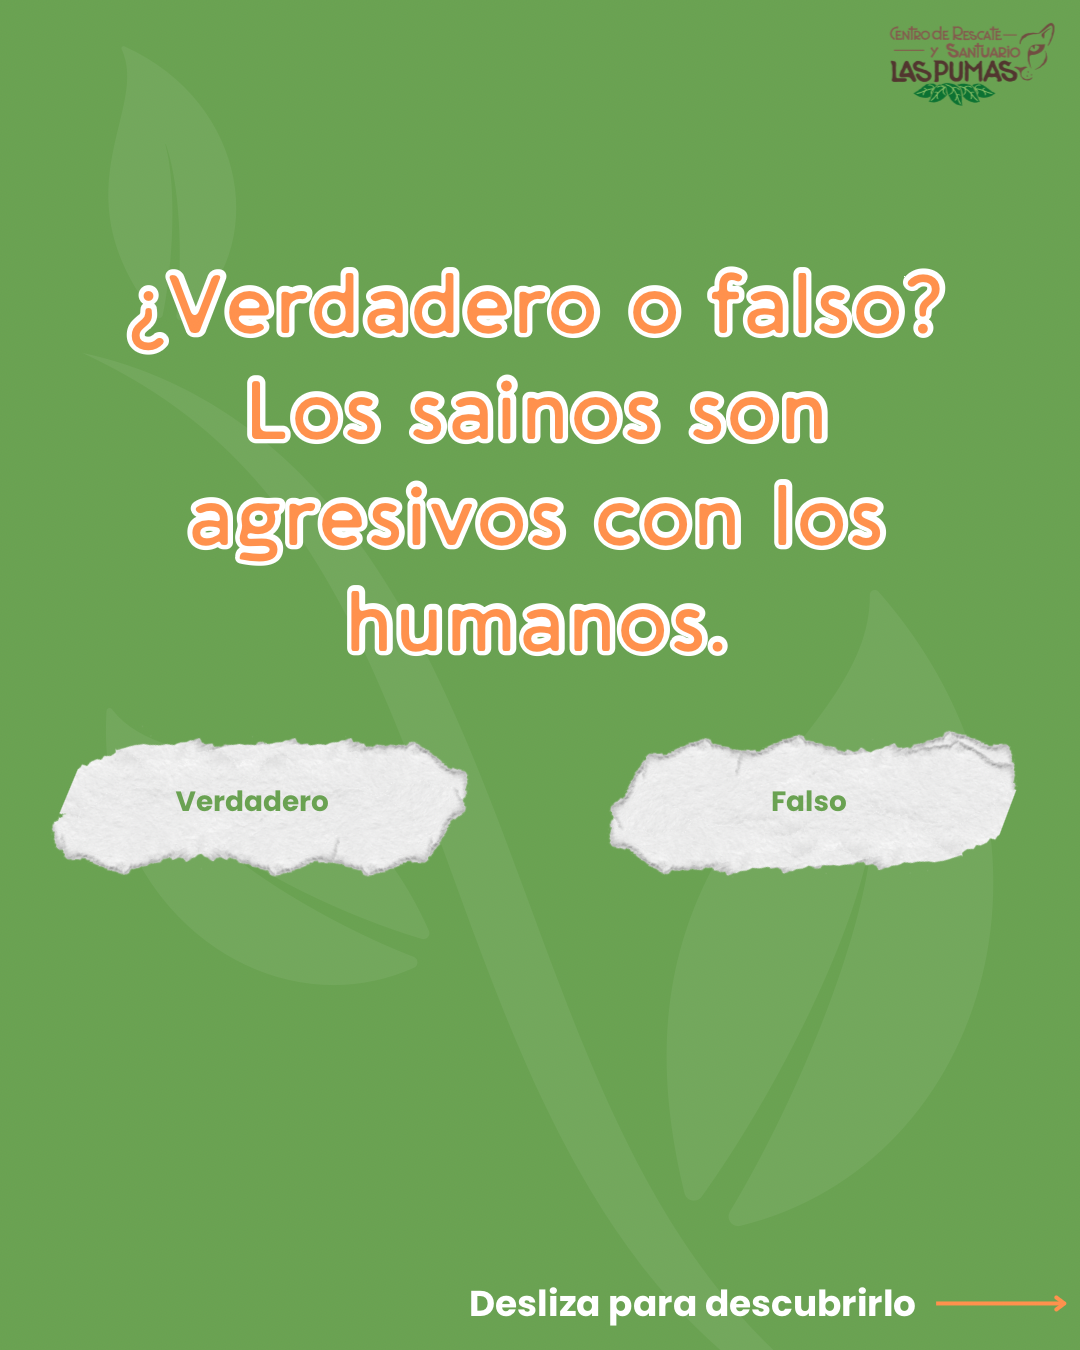 Centro de Rescate
y Santuario
LAS PUMAS
¿Verdadero o falso?
Los sainos son
agresivos con los
humanos.
Verdadero
Falso
Desliza para descubrirlo